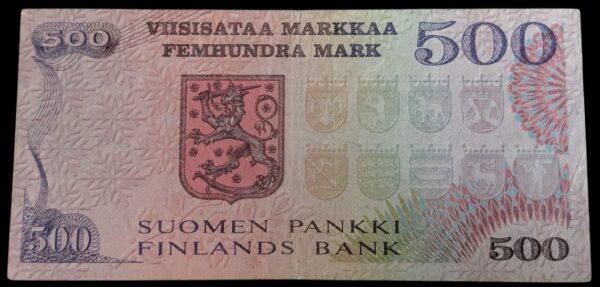 500
VIISISATAA MARKKAA
FEMHUNDRA MARK
500
SUOMEN PANKKI
FINLANDS BANK
500
500